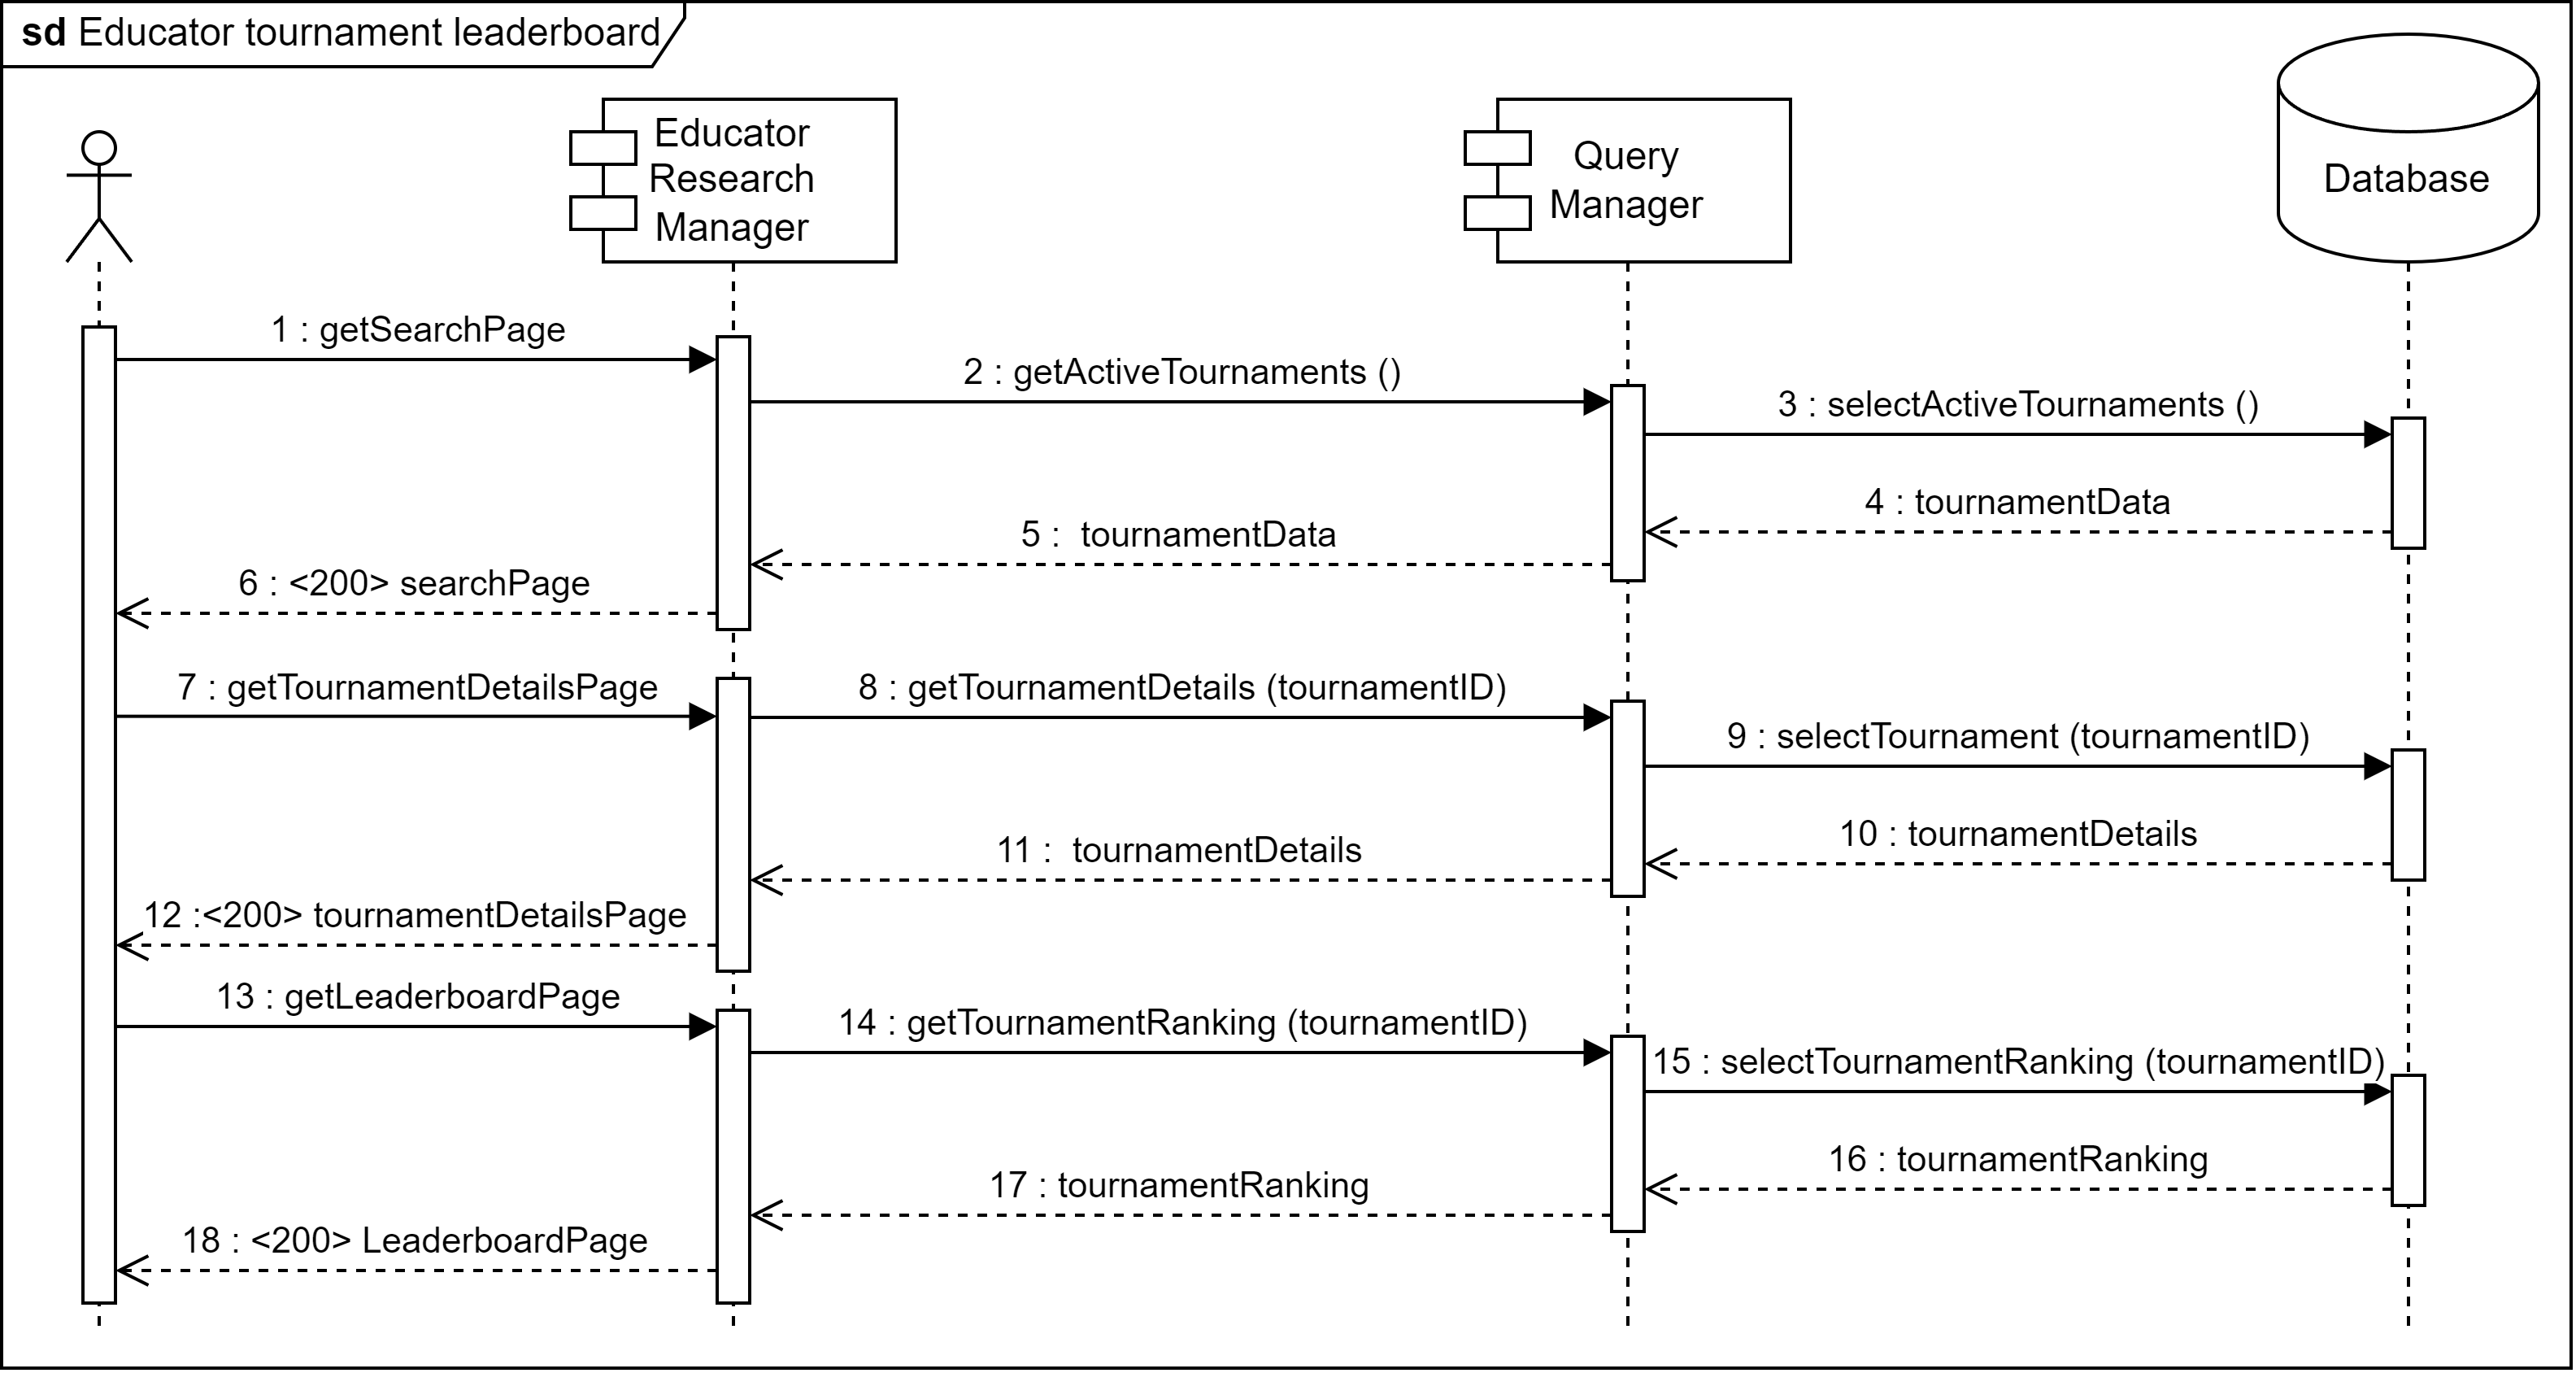 sd Educator tournament leaderboard
Educator
Research
Manager
Query
Manager
Database
1 : getSearchPage
2 : getActiveTournaments ()
3 : selectActiveTournaments ()
4 : tournamentData
5 :  tournamentData
6 : <200> searchPage
7 : getTournamentDetailsPage
8 : getTournamentDetails (tournamentID)
9 : selectTournament (tournamentID)
10 : tournamentDetails
11 :  tournamentDetails
12 :<200> tournamentDetailsPage
13 : getLeaderboardPage
14 : getTournamentRanking (tournamentID)
15 : selectTournamentRanking (tournamentID)
16 : tournamentRanking
17 : tournamentRanking
18 : <200> LeaderboardPage